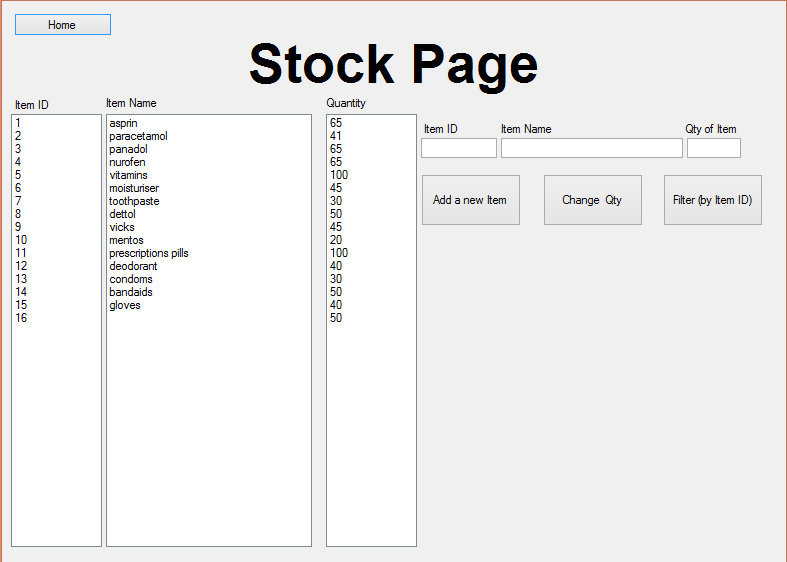 Home
Stock Page
Item ID Item Name Quantity
Item ID Item Name Qty of Item
1 asprin 65
2 paracetamol 41
3 panadol 65
4 nurofen 65
5 vitamins 100
6 moisturiser 45
7 toothpaste 30
8 dettol 50
9 vicks 45
10 mentos 20
11 prescriptions pills 100
12 deodorant 40
13 condoms 30
14 bandaids 50
15 gloves 40
16 50
Add a new Item Change Qty Filter (by Item ID)